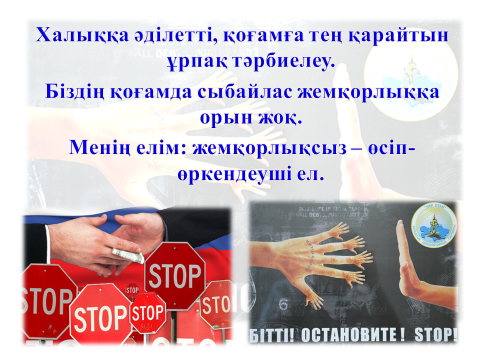 Халыққа әділетті, қоғамға тең қарайтын
ұрпақ тәрбиелеу.
Біздің қоғамда сыбайлас жемқорлыққа
орын жоқ.
Менің елім: жемқорлықсыз – өсіп-
өркендеуші ел.
STOP
STOP
STOP
STOP
STOP
STOP
БІТТІ! ОСТАНОВИТЕ! STOP!